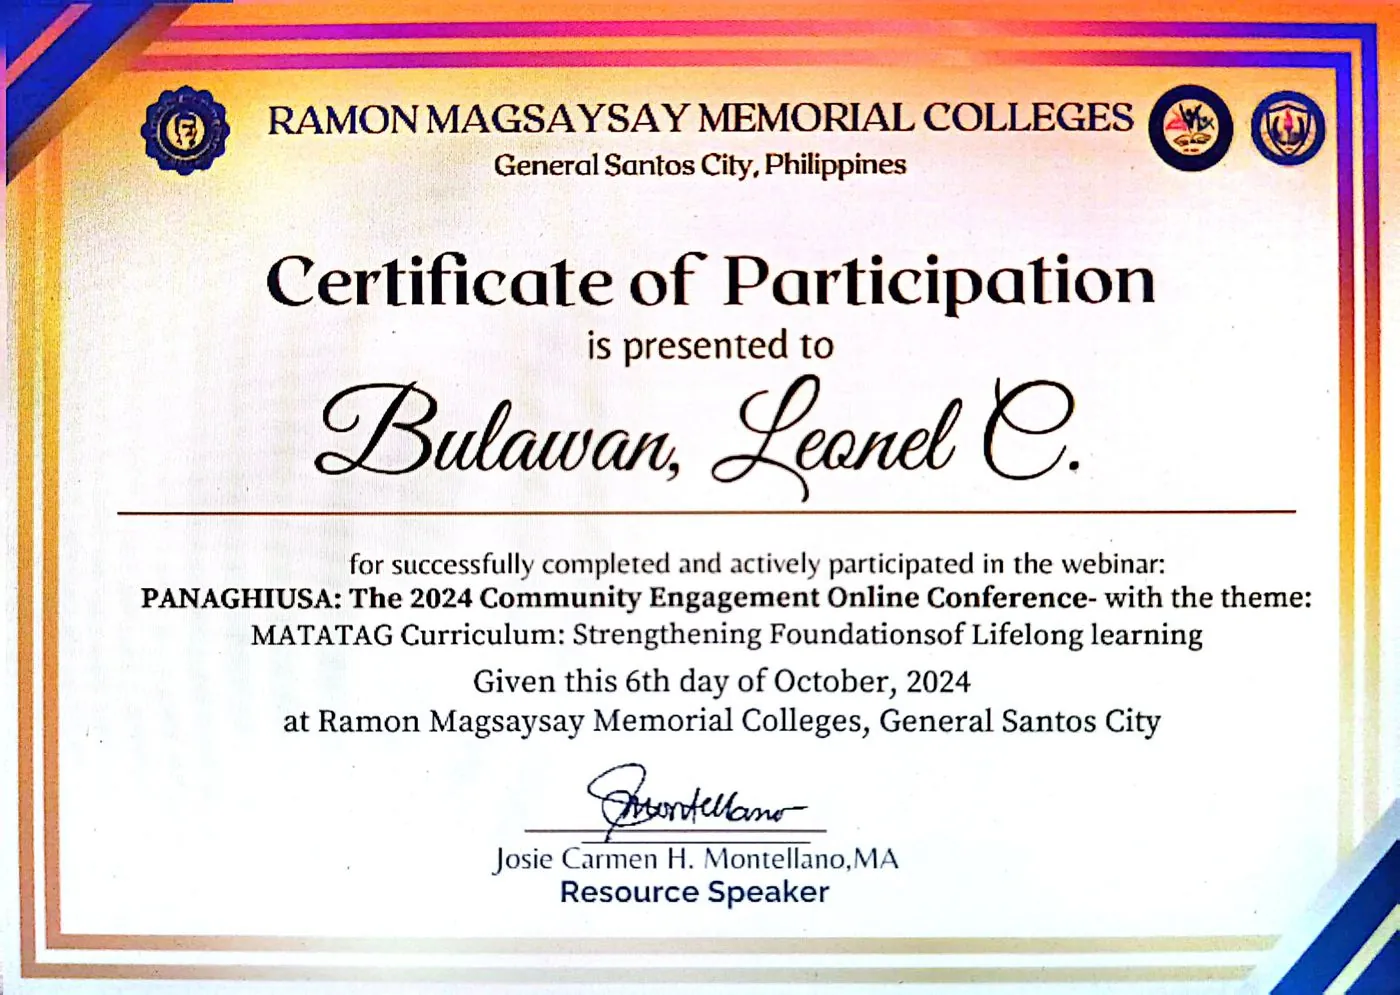 RAMON MAGSAYSAY MEMORIAL COLLEGES
General Santos City, Philippines
Certificate of Participation
is presented to
Bulawan, Leonel C.
for successfully completed and actively participated in the webinar:
PANAGHIUSA: The 2024 Community Engagement Online Conference- with the theme:
MATATAG Curriculum: Strengthening Foundationsof Lifelong learning
Given this 6th day of October, 2024
at Ramon Magsaysay Memorial Colleges, General Santos City
Josie Carmen H. Montellano,MA
Resource Speaker